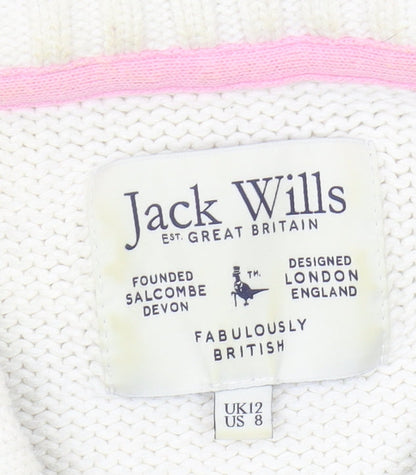 Jack Wills
EST. GREAT BRITAIN
FOUNDED
SALCOMBE
DEVON
TM.
DESIGNED
LONDON
ENGLAND
FABULOUSLY
BRITISH
UK12
US 8